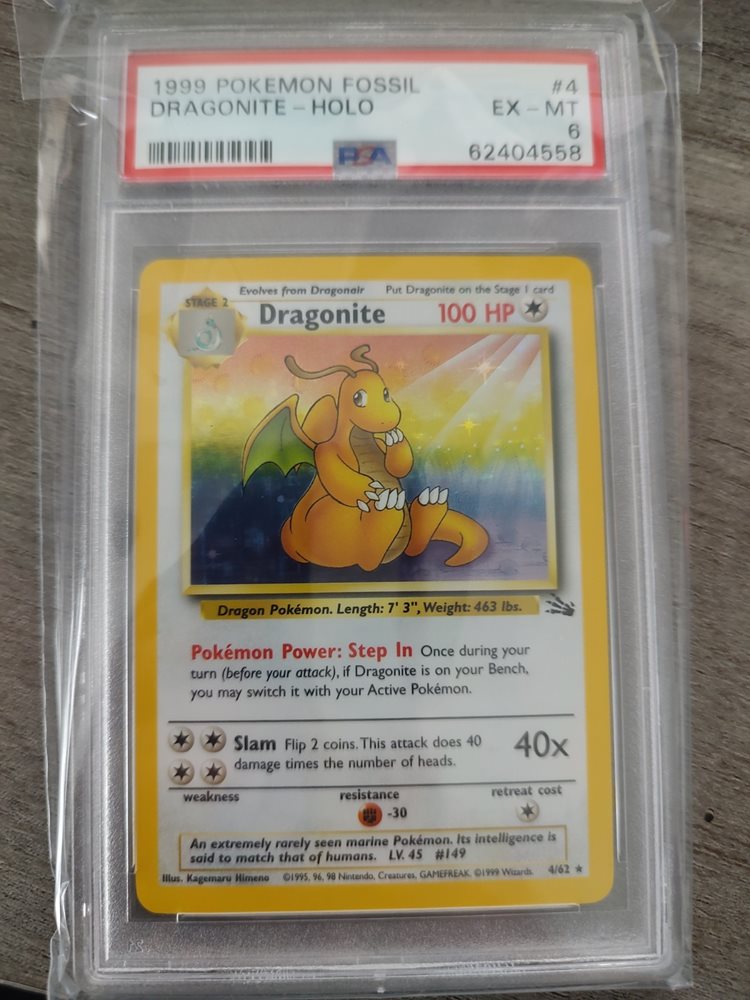 1999 POKEMON FOSSIL #4
DRAGONITE – HOLO EX – MT
6
PSA 62404558
Evolves from Dragonair Put Dragonite on the Stage 1 card
STAGE 2
Dragonite 100 HP
Dragon Pokémon. Length: 7' 3", Weight: 463 lbs.
Pokémon Power: Step In Once during your
turn (before your attack), if Dragonite is on your Bench,
you may switch it with your Active Pokémon.
Slam Flip 2 coins. This attack does 40 40x
damage times the number of heads.
weakness resistance retreat cost
-30
An extremely rarely seen marine Pokémon. Its intelligence is
said to match that of humans. LV. 45 #149
Illus. Kagemaru Himeno ©1995, 96, 98 Nintendo, Creatures, GAMEFREAK. ©1999 Wizards. 4/62 ★